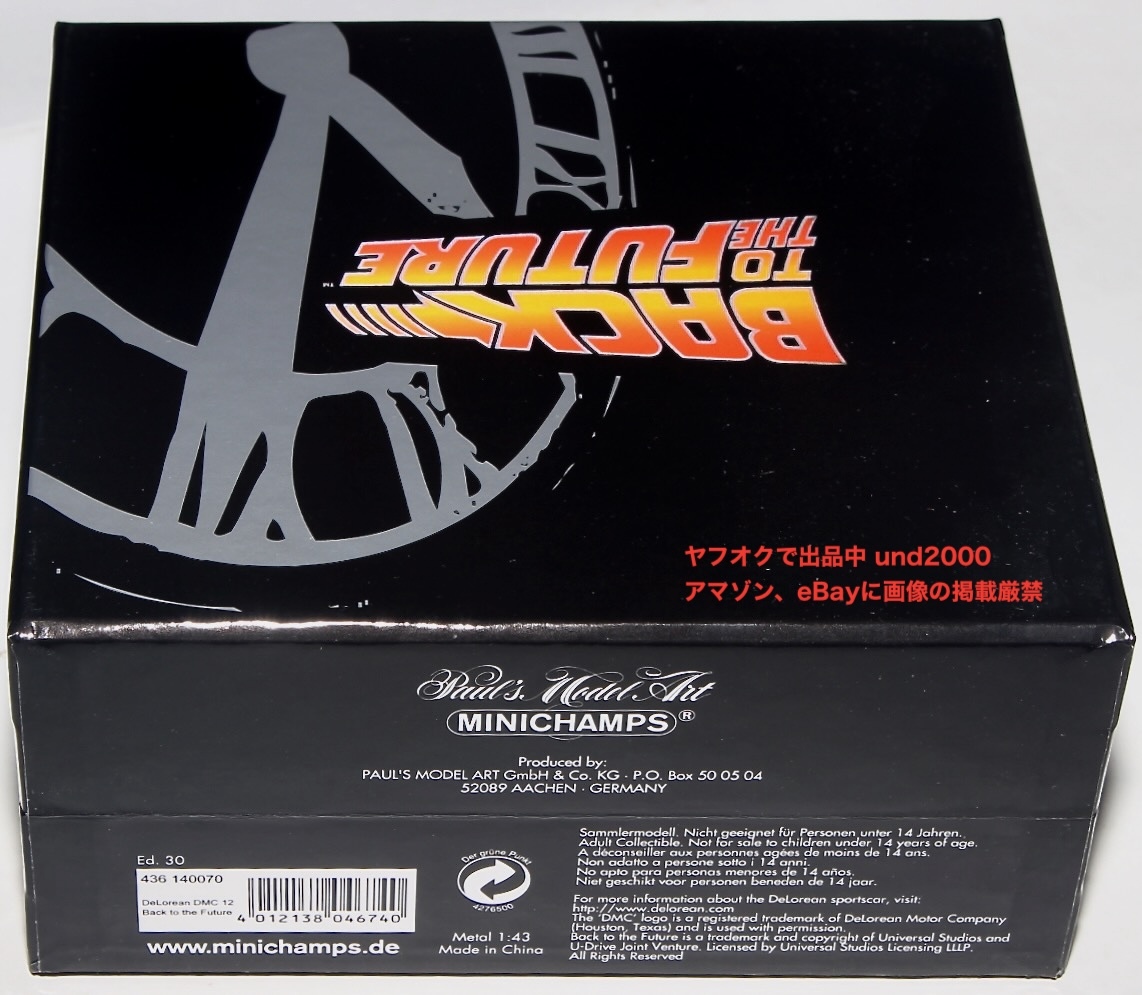 BACK
TO
THE
FUTURE™
ヤフオクで出品中 und2000
アマゾン、eBayに画像の掲載厳禁
Paul's Model Art
MINICHAMPS®
Produced by:
PAUL'S MODEL ART GmbH & Co. KG · P.O. Box 50 05 04
52089 AACHEN · GERMANY
Ed. 30
436 140070
DeLorean DMC 12
Back to the Future
4 012138 046740
www.minichamps.de
Der grüne Punkt
4276500
Metal 1:43
Made in China
Sammlermodell. Nicht geeignet für Personen unter 14 Jahren.
Adult Collectible. Not for sale to children under 14 years of age.
A déconseiller aux personnes agées de moins de 14 ans.
Non adatto a persone sotto i 14 anni.
No apto para personas menores de 14 años.
Niet geschikt voor personen beneden de 14 jaar.
For more information about the DeLorean sportscar, visit:
http://www.delorean.com
The 'DMC' logo is a registered trademark of DeLorean Motor Company
(Houston, Texas) and is used with permission.
Back to the Future is a trademark and copyright of Universal Studios and
U-Drive Joint Venture. Licensed by Universal Studios Licensing LLLP.
All Rights Reserved